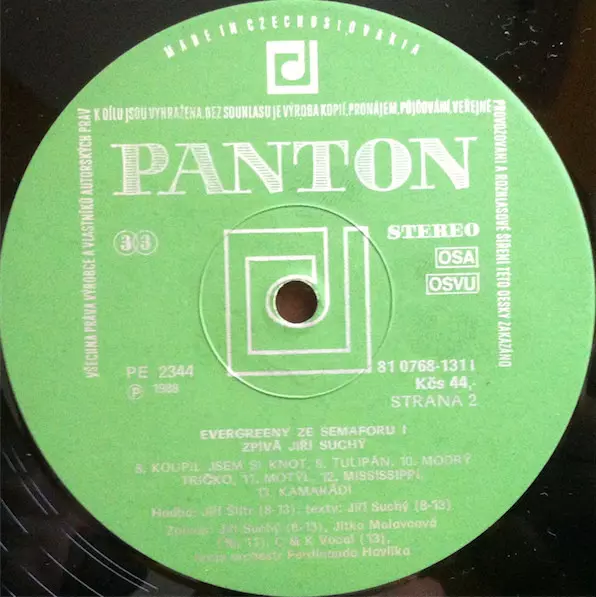 MADE IN CZECHOSLOVAKIA
VŠECHNA PRÁVA VÝROBCE A VLASTNÍKŮ AUTORSKÝCH PRÁV
K DÍLU JSOU VYHRAŽENA. BEZ SOUHLASU JE VÝROBA KOPIÍ, PRONÁJEM, PŮJČOVÁNÍ, VEŘEJNÉ
PROVOZOVÁNÍ A ROZHLASOVÉ ŠÍŘENÍ TÉTO DESKY ZAKÁZÁNO
PANTON
33
STEREO
OSA
OSVU
PE 2344
Ⓟ 1988
81 0768-1311
Kčs 44,-
STRANA 2
EVERGREENY ZE SEMAFORU I
ZPÍVÁ JIŘÍ SUCHÝ
8. KOUPIL JSEM SI KNOT, 9. TULIPÁN, 10. MODRÝ
TRIČKO, 11. MOTÝL, 12. MISSISSIPPI,
13. KAMARÁDI
Hudba: Jiří Šlitr (8-13), texty: Jiří Suchý (8-13)
Zpívají: Jiří Suchý (8-13), Jitka Molavcová
C & K Vocal (13),
orchestr Ferdinanda Havlíka